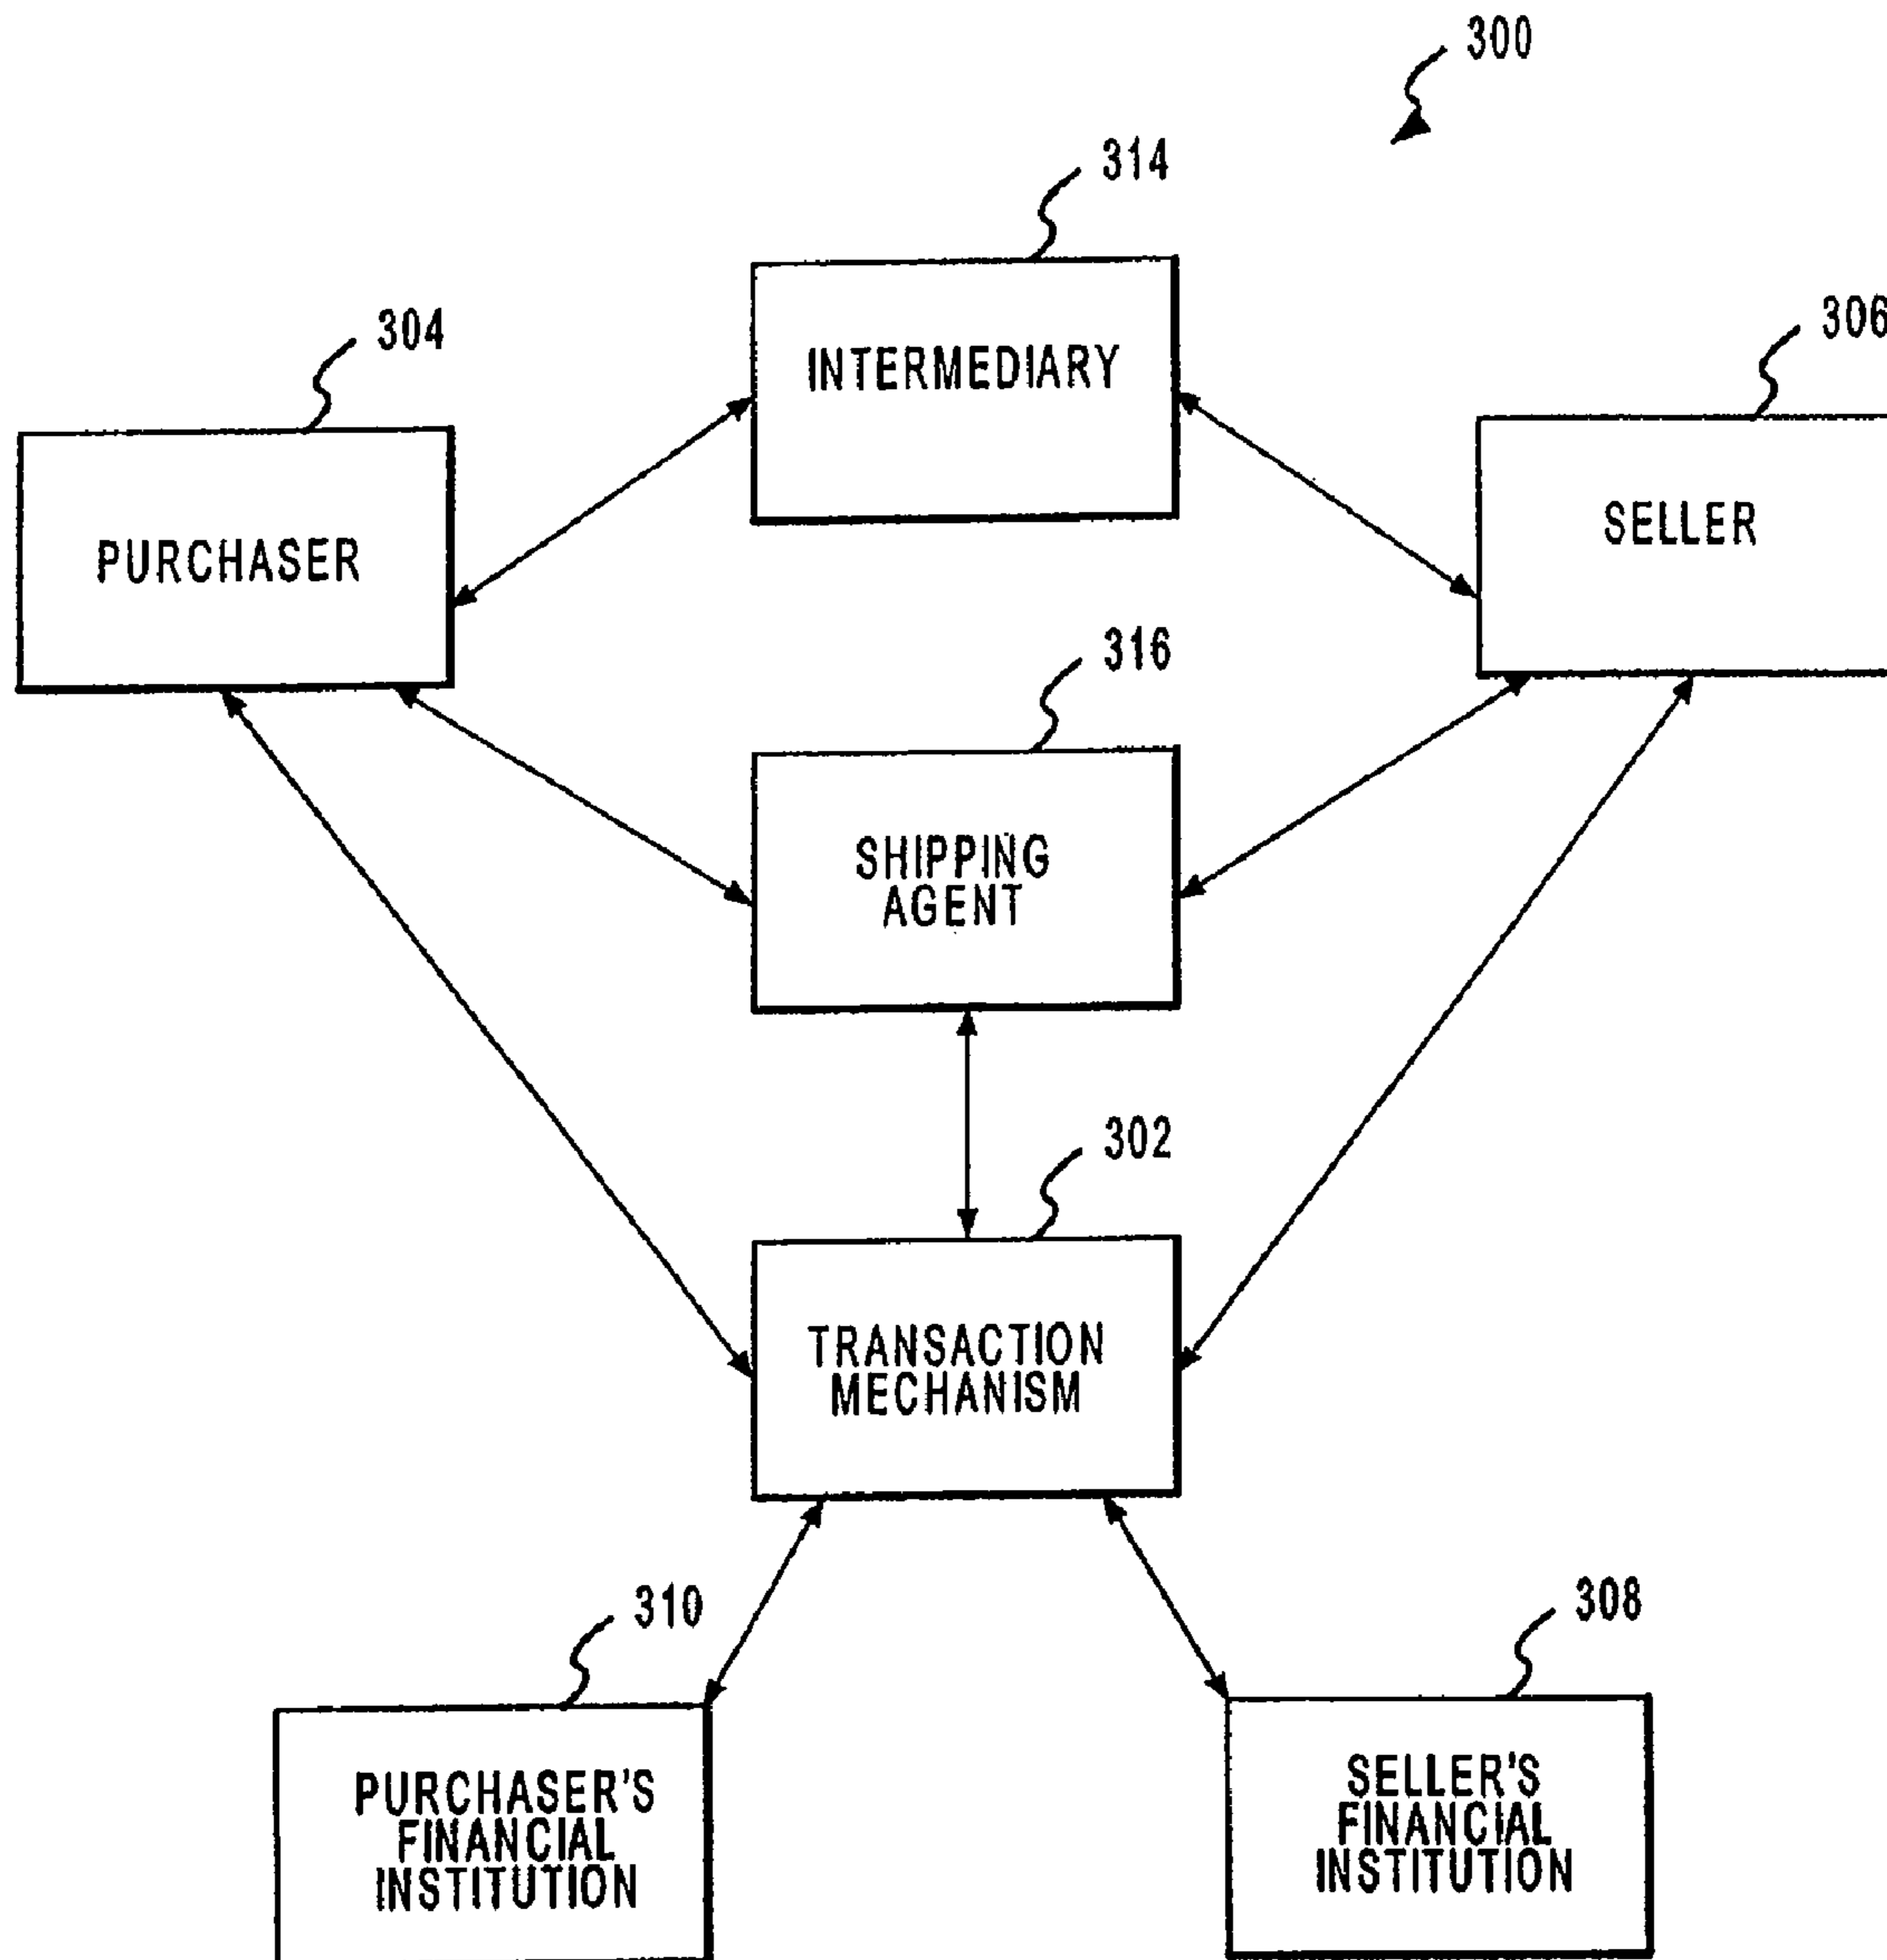 300
314
304
306
INTERMEDIARY
SELLER
PURCHASER
316
SHIPPING
AGENT
302
TRANSACTION
MECHANISM
310
308
PURCHASER'S
FINANCIAL
INSTITUTION
SELLER'S
FINANCIAL
INSTITUTION